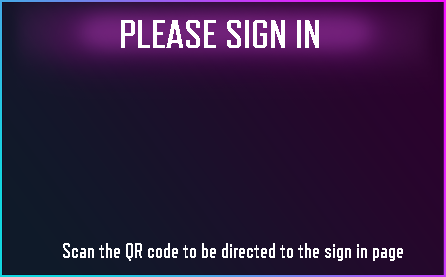 PLEASE SIGN IN
Scan the QR code to be directed to the sign in page